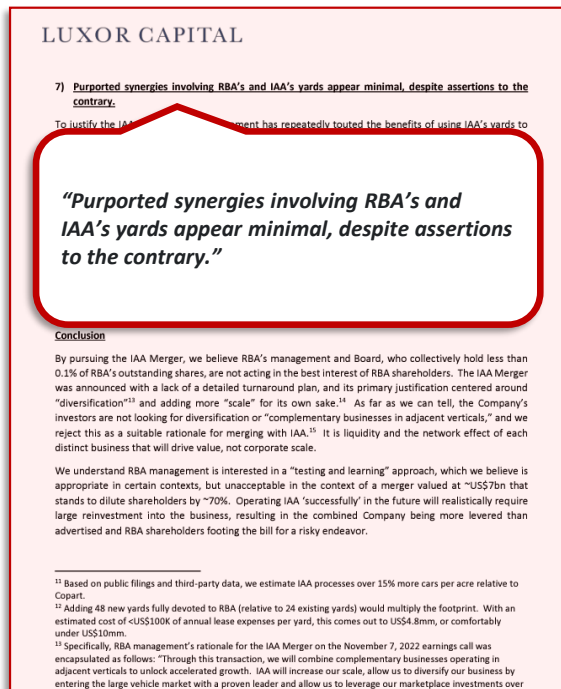 LUXOR CAPITAL
7) Purported synergies involving RBA’s and IAA’s yards appear minimal, despite assertions to the
contrary.
To justify the IAA ment has repeatedly touted the benefits of using IAA’s yards to
“Purported synergies involving RBA’s and
IAA’s yards appear minimal, despite assertions
to the contrary.”
Conclusion
By pursuing the IAA Merger, we believe RBA’s management and Board, who collectively hold less than
0.1% of RBA’s outstanding shares, are not acting in the best interest of RBA shareholders. The IAA Merger
was announced with a lack of a detailed turnaround plan, and its primary justification centered around
“diversification”¹³ and adding more “scale” for its own sake.¹⁴ As far as we can tell, the Company’s
investors are not looking for diversification or “complementary businesses in adjacent verticals,” and we
reject this as a suitable rationale for merging with IAA.¹⁵ It is liquidity and the network effect of each
distinct business that will drive value, not corporate scale.
We understand RBA management is interested in a “testing and learning” approach, which we believe is
appropriate in certain contexts, but unacceptable in the context of a merger valued at ~US$7bn that
stands to dilute shareholders by ~70%. Operating IAA ‘successfully’ in the future will realistically require
large reinvestment into the business, resulting in the combined Company being more levered than
advertised and RBA shareholders footing the bill for a risky endeavor.
¹¹ Based on public filings and third-party data, we estimate IAA processes over 15% more cars per acre relative to
Copart.
¹² Adding 48 new yards fully devoted to RBA (relative to 24 existing yards) would multiply the footprint. With an
estimated cost of <US$100K of annual lease expenses per yard, this comes out to US$4.8mm, or comfortably
under US$10mm.
¹³ Specifically, RBA management’s rationale for the IAA Merger on the November 7, 2022 earnings call was
encapsulated as follows: “Through this transaction, we will combine complementary businesses operating in
adjacent verticals to unlock accelerated growth. IAA will increase our scale, allow us to diversify our business by
entering the large vehicle market with a proven leader and allow us to leverage our marketplace investments over